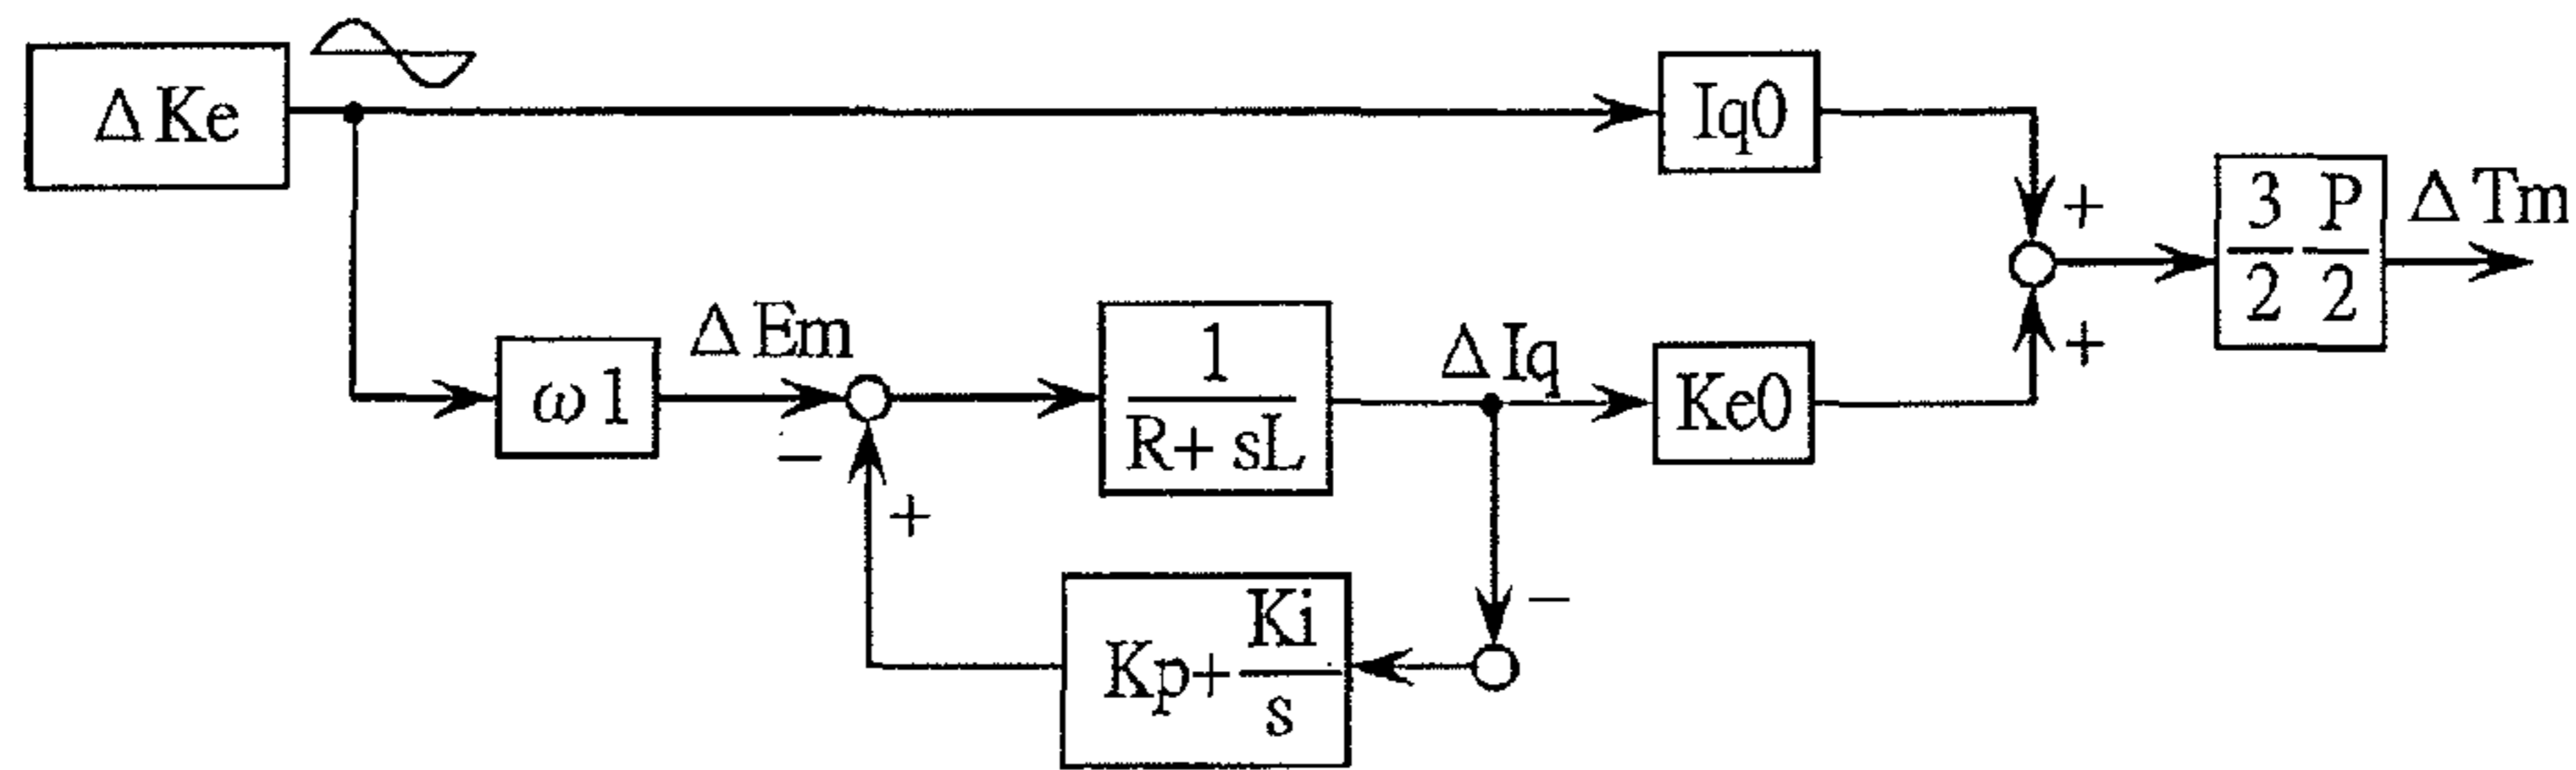 ΔKe
Iq0
+
3 P
2 2
ΔTm
ω1
ΔEm
−
+
1
R+ sL
ΔIq
Ke0
+
−
Kp+ Ki
s